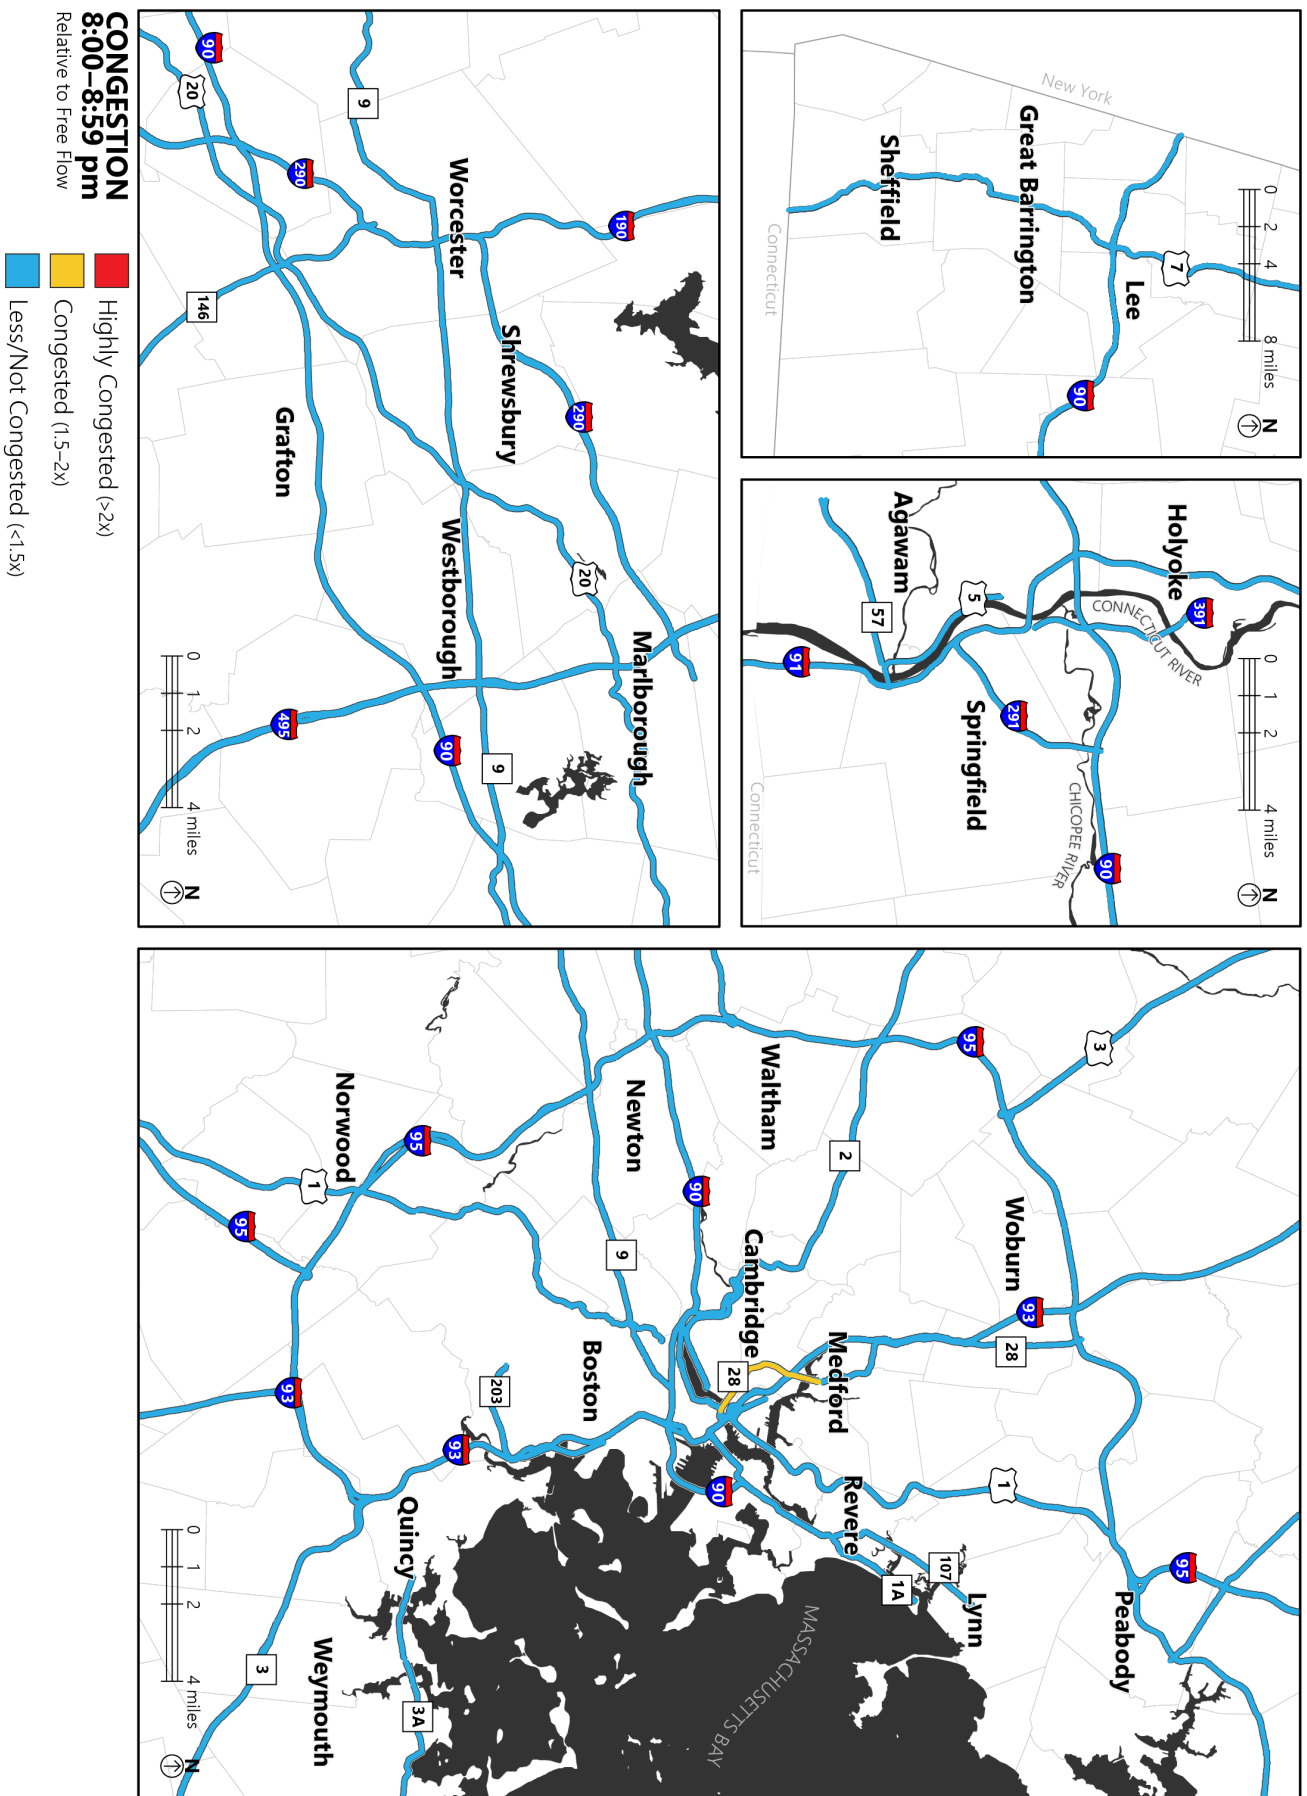 CONGESTION
8:00–8:59 pm
Relative to Free Flow
Highly Congested (>2x)
Congested (1.5–2x)
Less/Not Congested (<1.5x)
90
20
9
290
190
146
Worcester
Shrewsbury
290
Grafton
Westborough
20
Marlborough
495
90
9
0 1 2 4 miles
N
New York
Great Barrington
Sheffield
Connecticut
Lee
7
90
0 2 4 8 miles
N
Holyoke
391
Agawam
5
57
CONNECTICUT RIVER
91
291
Springfield
CHICOPEE RIVER
90
Connecticut
0 1 2 4 miles
N
3
95
Waltham
Newton
Norwood
95
1
95
2
90
9
Cambridge
Woburn
93
28
28
Medford
Boston
203
93
93
90
1
Revere
Quincy
107
1A
Lynn
95
Peabody
MASSACHUSETTS BAY
Weymouth
3
3A
0 1 2 4 miles
N